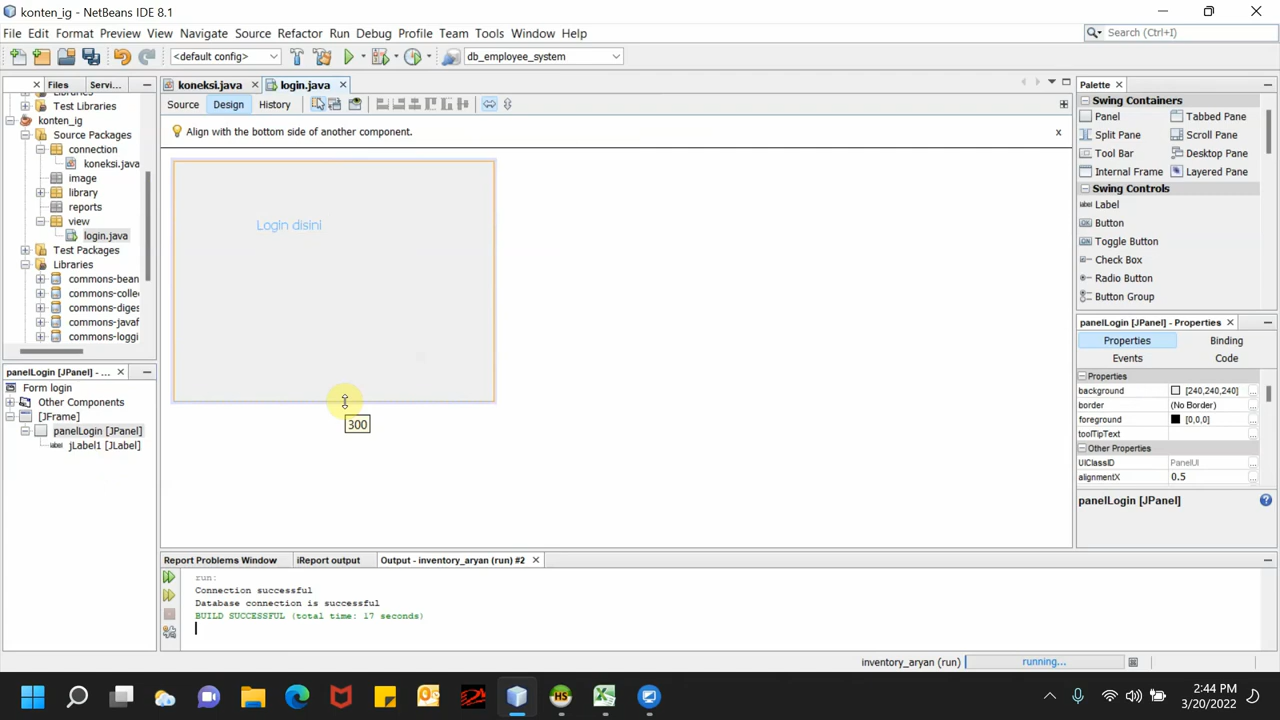 konten_ig - NetBeans IDE 8.1
File Edit Format Preview View Navigate Source Refactor Run Debug Profile Team Tools Window Help
Search (Ctrl+I)
<default config>
db_employee_system
Files Servi...
koneksi.java login.java
Palette
Source Design History
Align with the bottom side of another component.
x
Test Libraries
konten_ig
Source Packages
connection
koneksi.java
image
library
reports
view
login.java
Test Packages
Libraries
commons-bean
commons-colle
commons-diges
commons-javaf
commons-loggi
Login disini
300
Swing Containers
Panel Tabbed Pane
Split Pane Scroll Pane
Tool Bar Desktop Pane
Internal Frame Layered Pane
Swing Controls
Label
Button
Toggle Button
Check Box
Radio Button
Button Group
panelLogin [JPanel] - Properties
Properties Binding
Events Code
Properties
background [240,240,240] ...
border (No Border) ...
foreground [0,0,0] ...
toolTipText ...
Other Properties
UIClassID PanelUI ...
alignmentX 0.5 ...
panelLogin [JPanel]
panelLogin [JPanel] - ...
Form login
Other Components
[JFrame]
panelLogin [JPanel]
jLabel1 [JLabel]
Report Problems Window iReport output Output - inventory_aryan (run) #2
run:
Connection successful
Database connection is successful
BUILD SUCCESSFUL (total time: 17 seconds)
inventory_aryan (run) running...
2:44 PM
3/20/2022